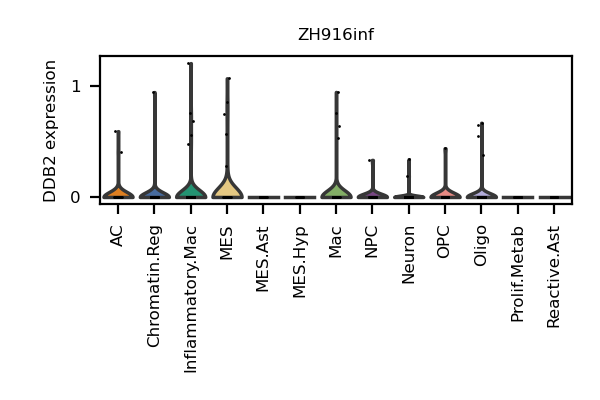 ZH916inf
DDB2 expression
1
0
AC
Chromatin.Reg
Inflammatory.Mac
MES
MES.Ast
MES.Hyp
Mac
NPC
Neuron
OPC
Oligo
Prolif.Metab
Reactive.Ast